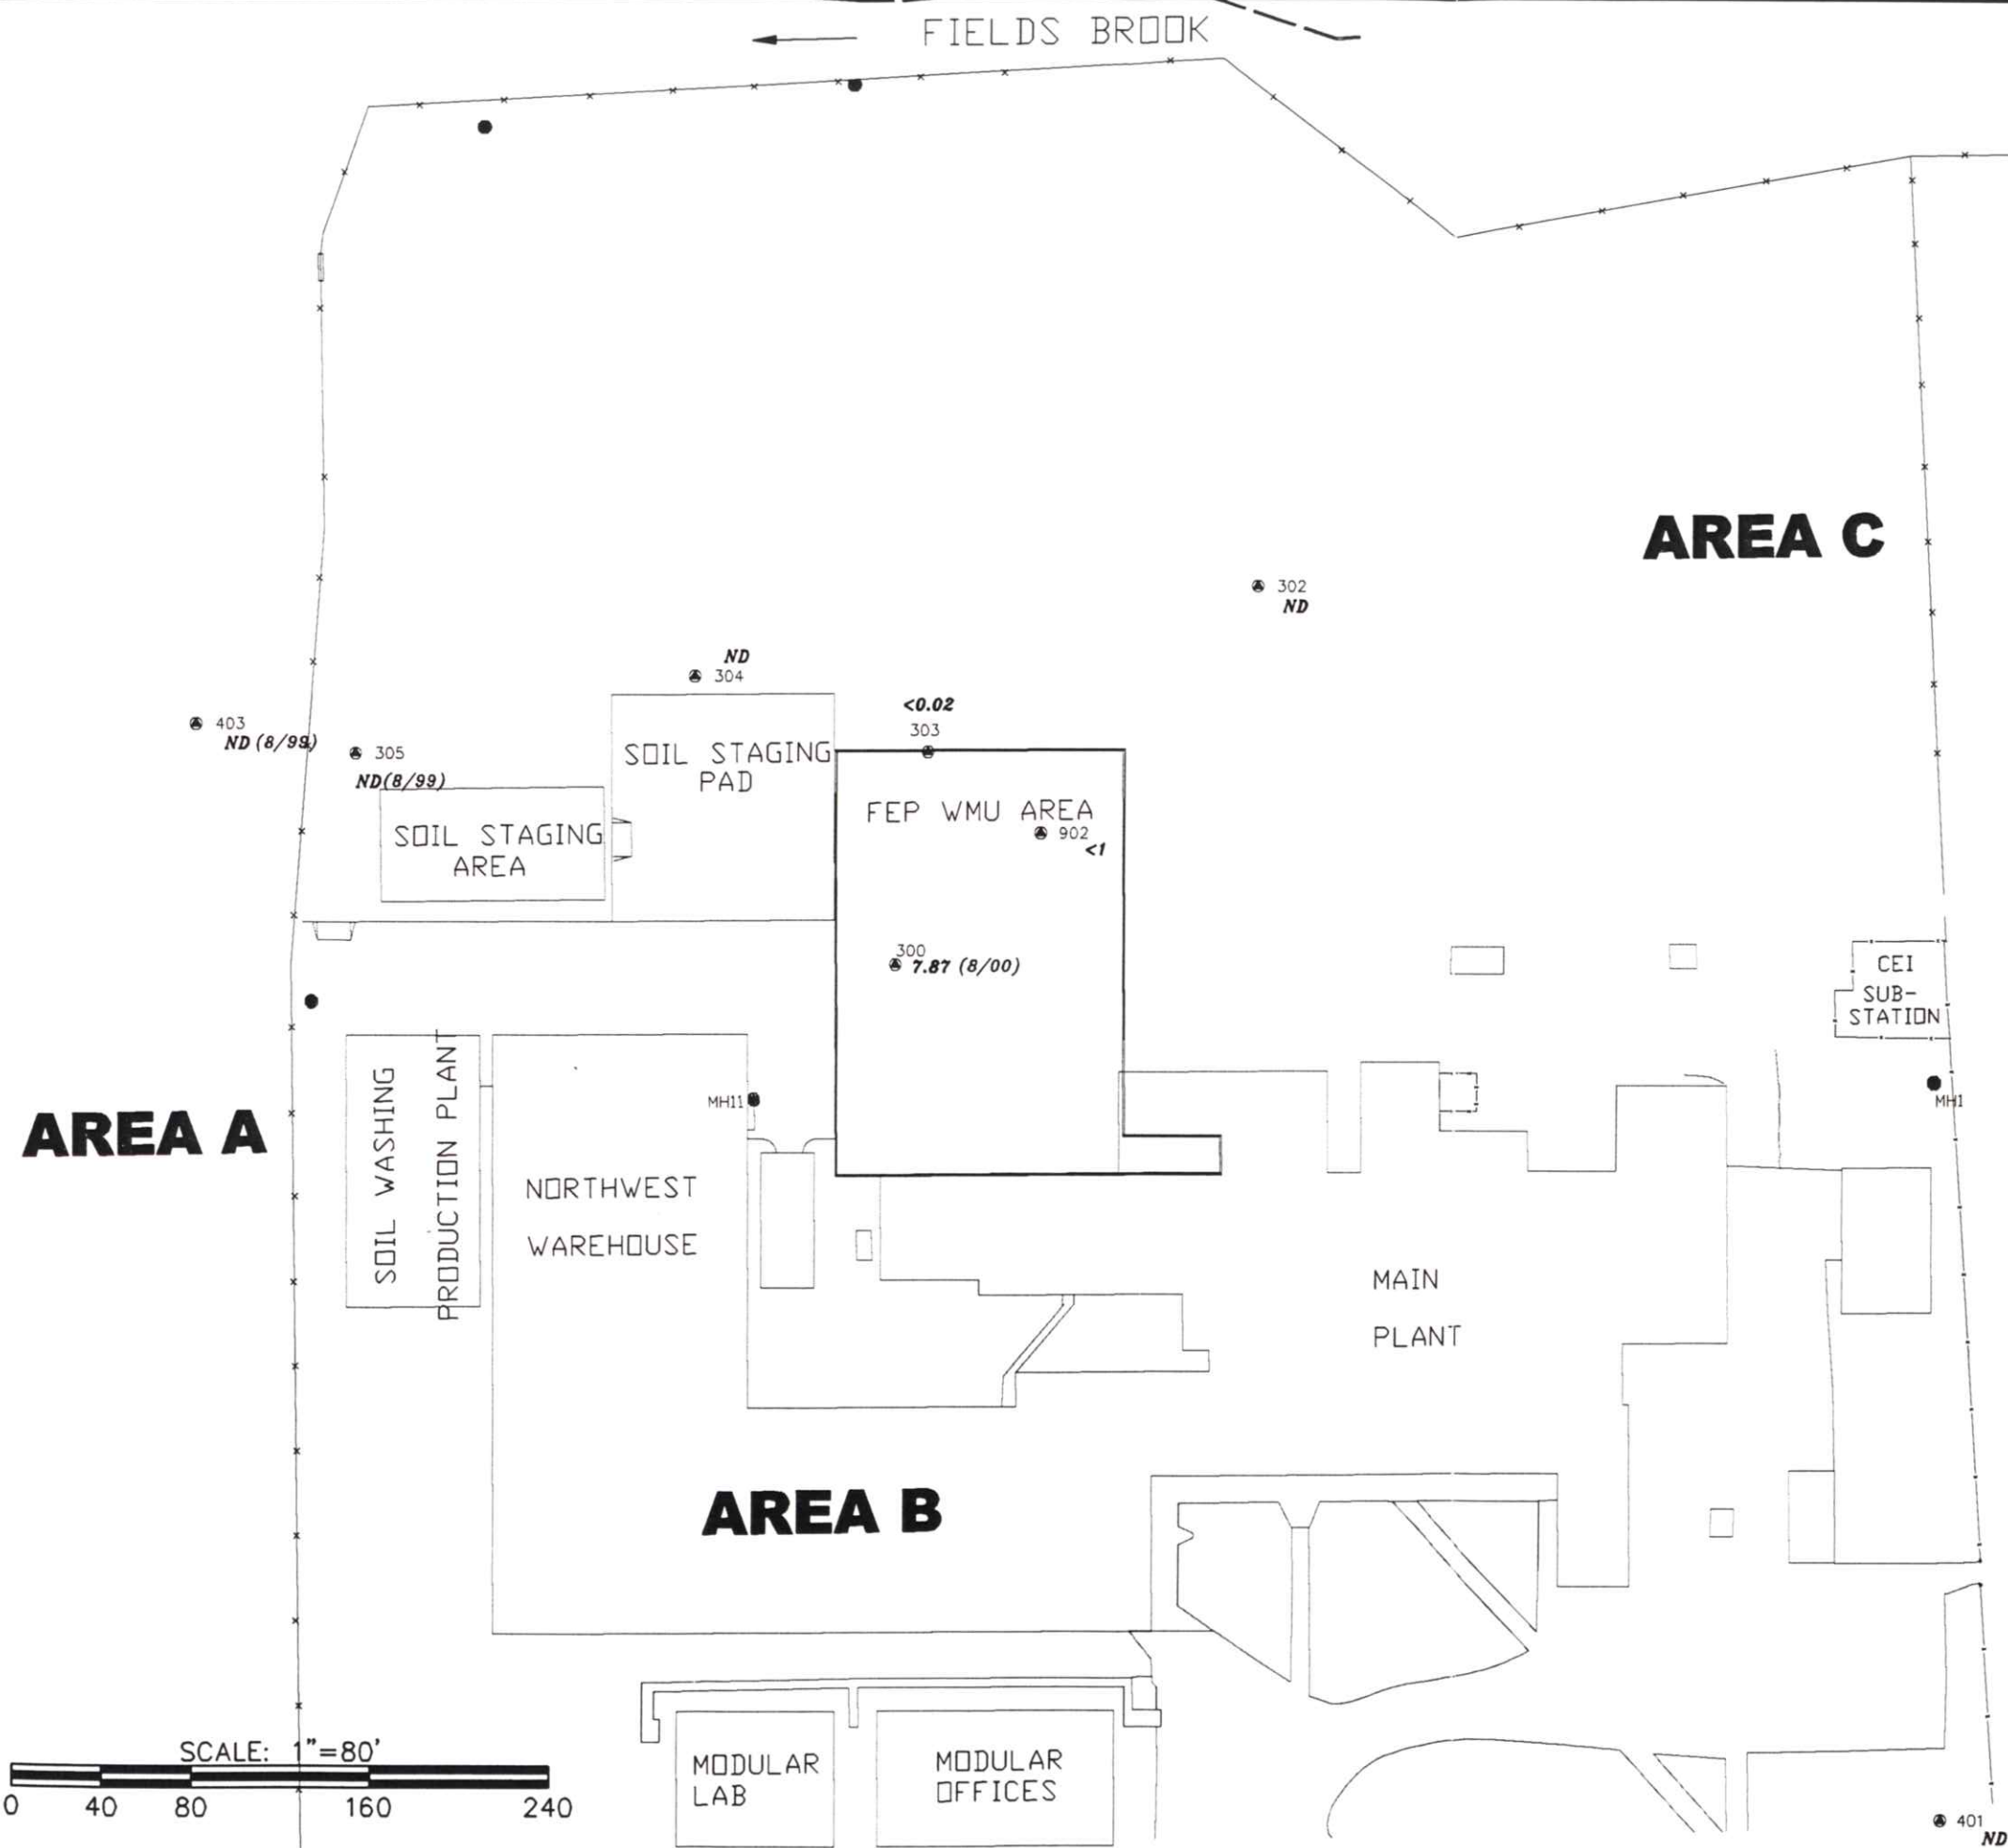 FIELDS BROOK
AREA C
302
ND
ND
304
<0.02
303
403
ND (8/99)
305
ND(8/99)
SOIL STAGING
PAD
FEP WMU AREA
902
<1
SOIL STAGING
AREA
300
7.87 (8/00)
CEI
SUB-
STATION
MH1
MH11
AREA A
SOIL WASHING
PRODUCTION PLANT
NORTHWEST
WAREHOUSE
MAIN
PLANT
AREA B
SCALE: 1"=80'
0 40 80 160 240
MODULAR
LAB
MODULAR
OFFICES
401
ND